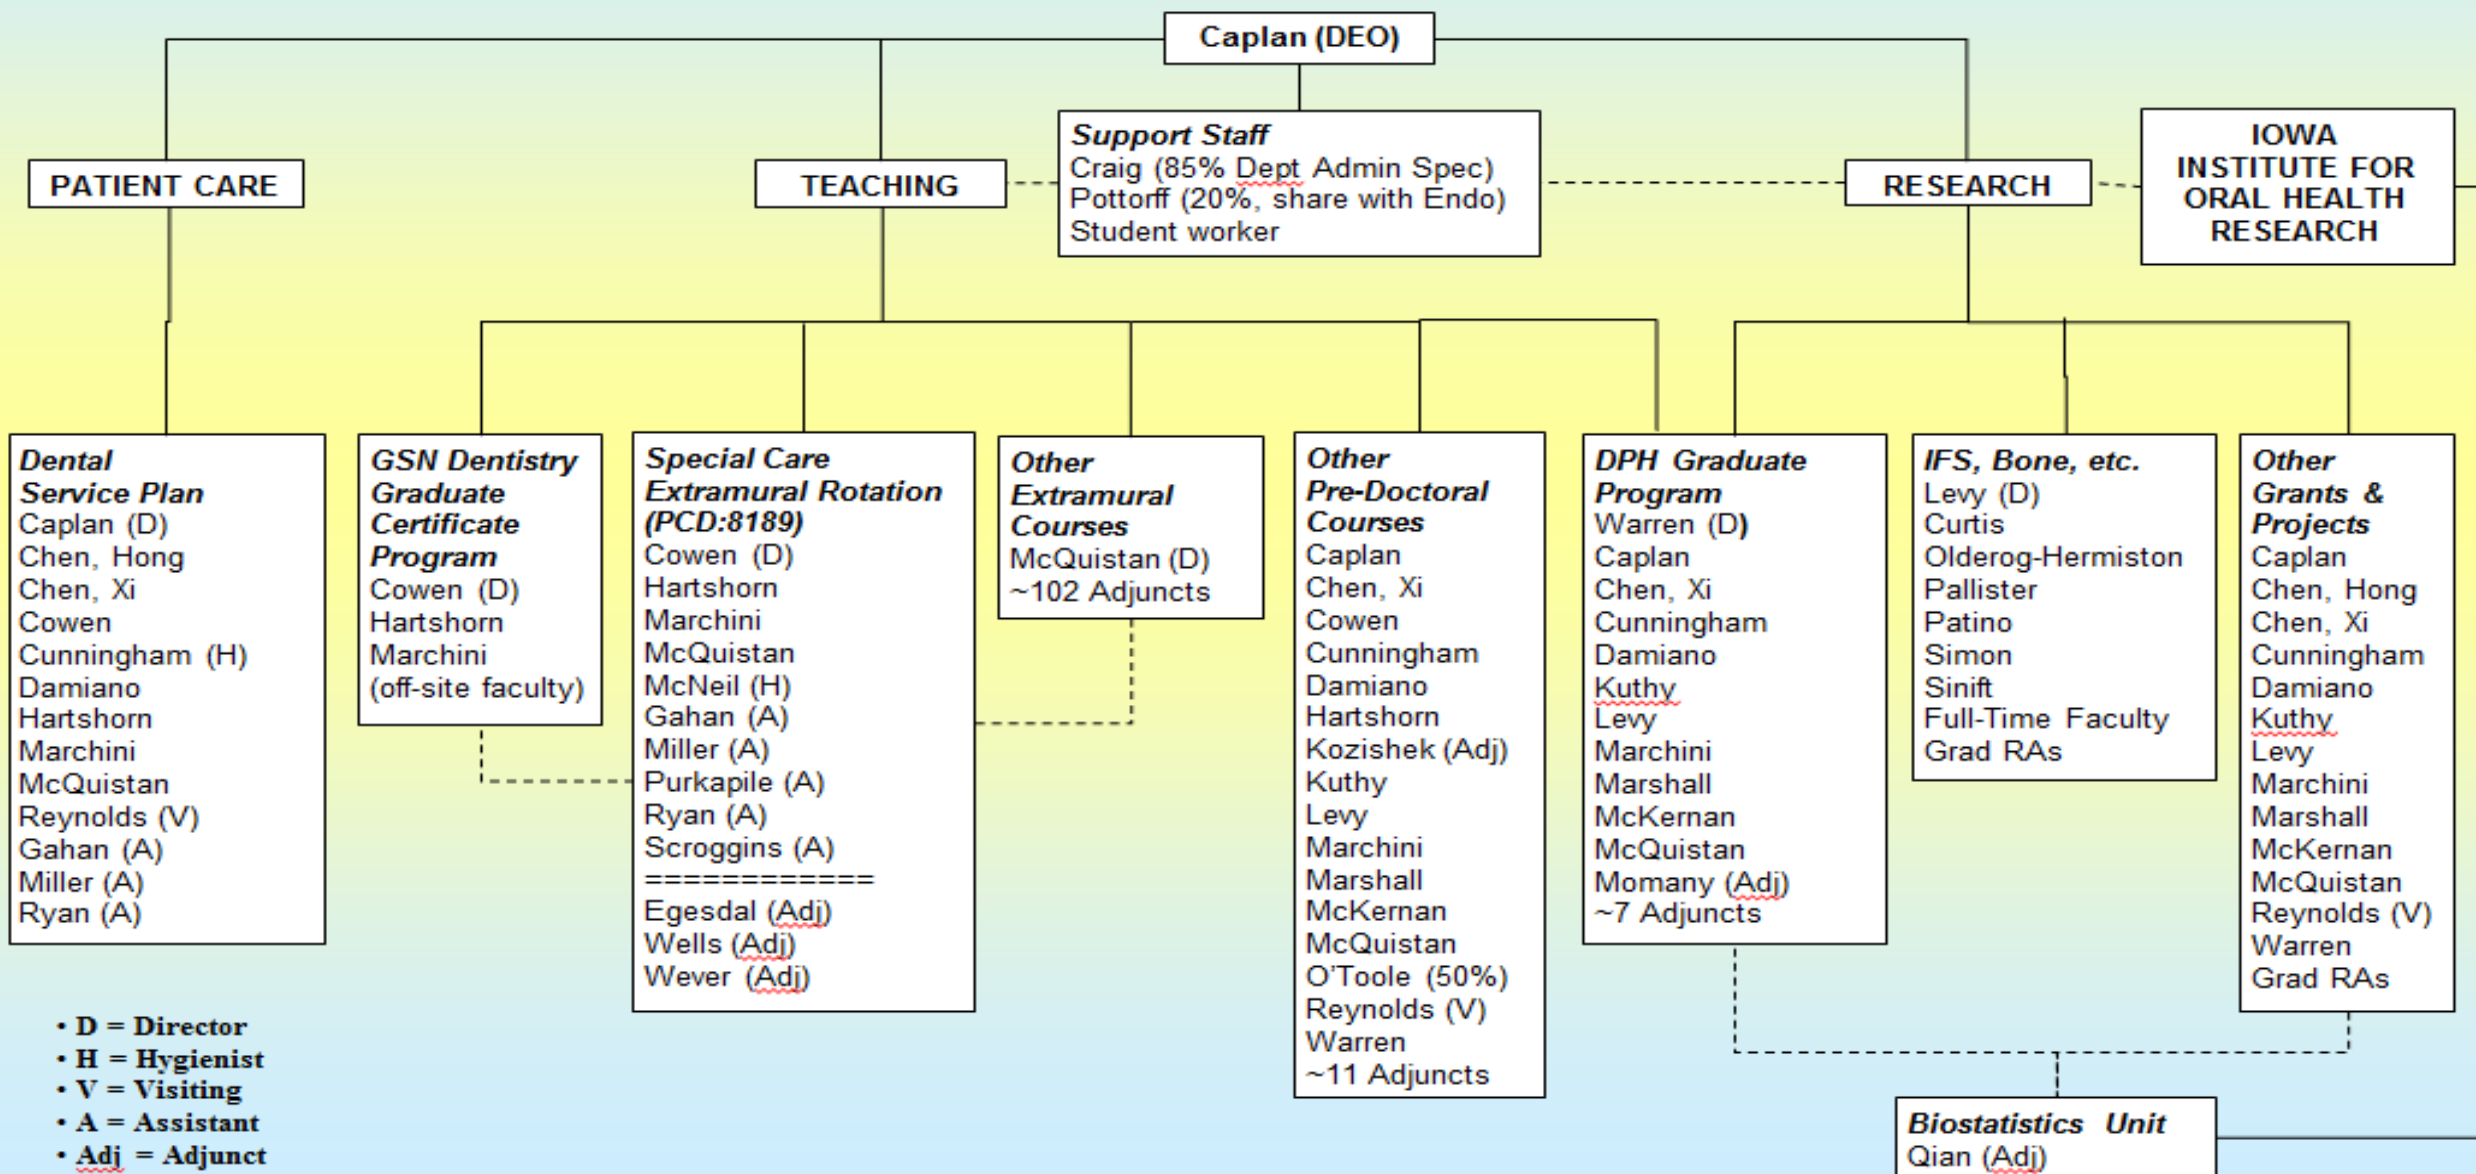 Caplan (DEO)
Support Staff
Craig (85% Dept Admin Spec)
Pottorff (20%, share with Endo)
Student worker
PATIENT CARE
TEACHING
RESEARCH
IOWA
INSTITUTE FOR
ORAL HEALTH
RESEARCH
Dental
Service Plan
Caplan (D)
Chen, Hong
Chen, Xi
Cowen
Cunningham (H)
Damiano
Hartshorn
Marchini
McQuistan
Reynolds (V)
Gahan (A)
Miller (A)
Ryan (A)
GSN Dentistry
Graduate
Certificate
Program
Cowen (D)
Hartshorn
Marchini
(off-site faculty)
Special Care
Extramural Rotation
(PCD:8189)
Cowen (D)
Hartshorn
Marchini
McQuistan
McNeil (H)
Gahan (A)
Miller (A)
Purkapile (A)
Ryan (A)
Scroggins (A)
============
Egesdal (Adj)
Wells (Adj)
Wever (Adj)
Other
Extramural
Courses
McQuistan (D)
~102 Adjuncts
Other
Pre-Doctoral
Courses
Caplan
Chen, Xi
Cowen
Cunningham
Damiano
Hartshorn
Kozishek (Adj)
Kuthy
Levy
Marchini
Marshall
McKernan
McQuistan
O'Toole (50%)
Reynolds (V)
Warren
~11 Adjuncts
DPH Graduate
Program
Warren (D)
Caplan
Chen, Xi
Cunningham
Damiano
Kuthy
Levy
Marchini
Marshall
McKernan
McQuistan
Momany (Adj)
~7 Adjuncts
IFS, Bone, etc.
Levy (D)
Curtis
Olderog-Hermiston
Pallister
Patino
Simon
Sinift
Full-Time Faculty
Grad RAs
Other
Grants &
Projects
Caplan
Chen, Hong
Chen, Xi
Cunningham
Damiano
Kuthy
Levy
Marchini
Marshall
McKernan
McQuistan
Reynolds (V)
Warren
Grad RAs
• D = Director
• H = Hygienist
• V = Visiting
• A = Assistant
• Adj = Adjunct
Biostatistics Unit
Qian (Adj)